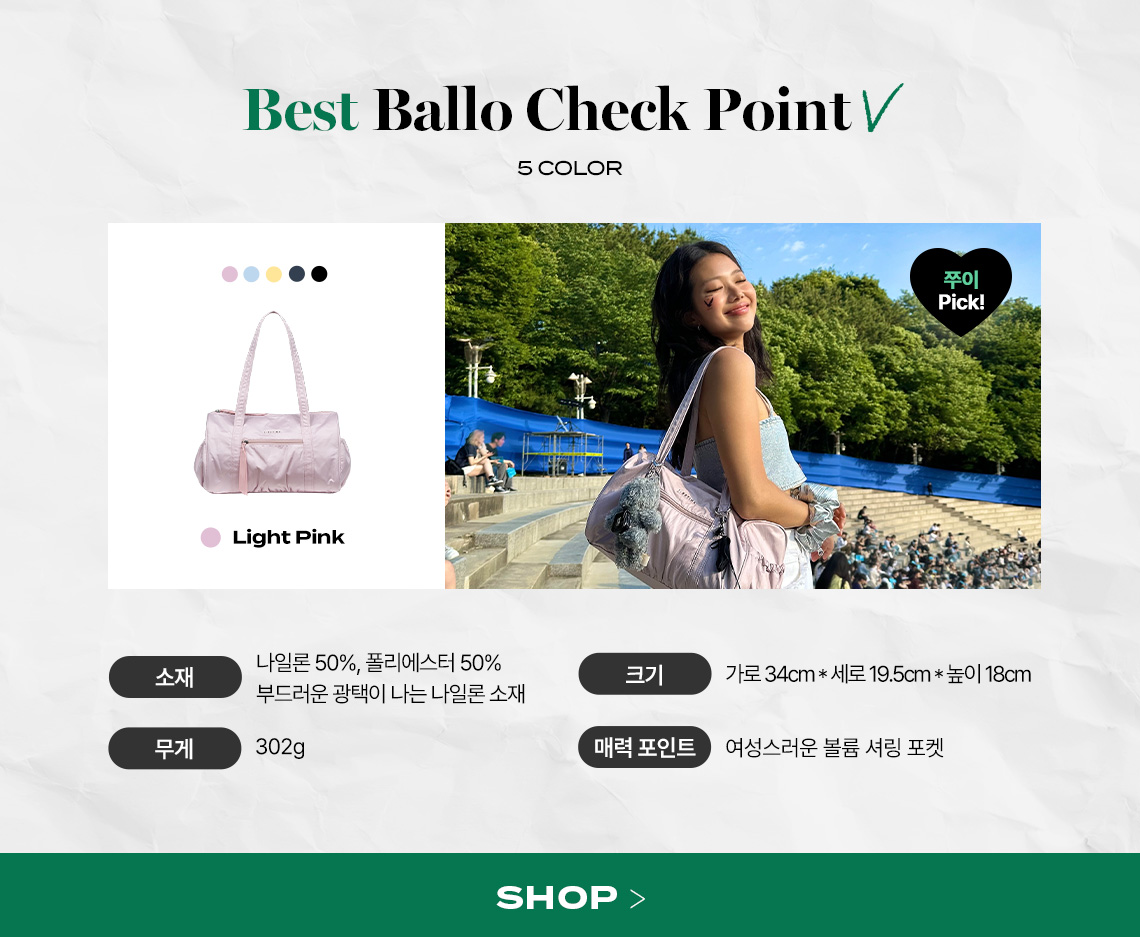 Best Ballo Check Point
5 COLOR
쭈이
Pick!
Light Pink
소재
나일론 50%, 폴리에스터 50%
부드러운 광택이 나는 나일론 소재
크기
가로 34cm * 세로 19.5cm * 높이 18cm
무게
302g
매력 포인트
여성스러운 볼륨 셔링 포켓
SHOP >